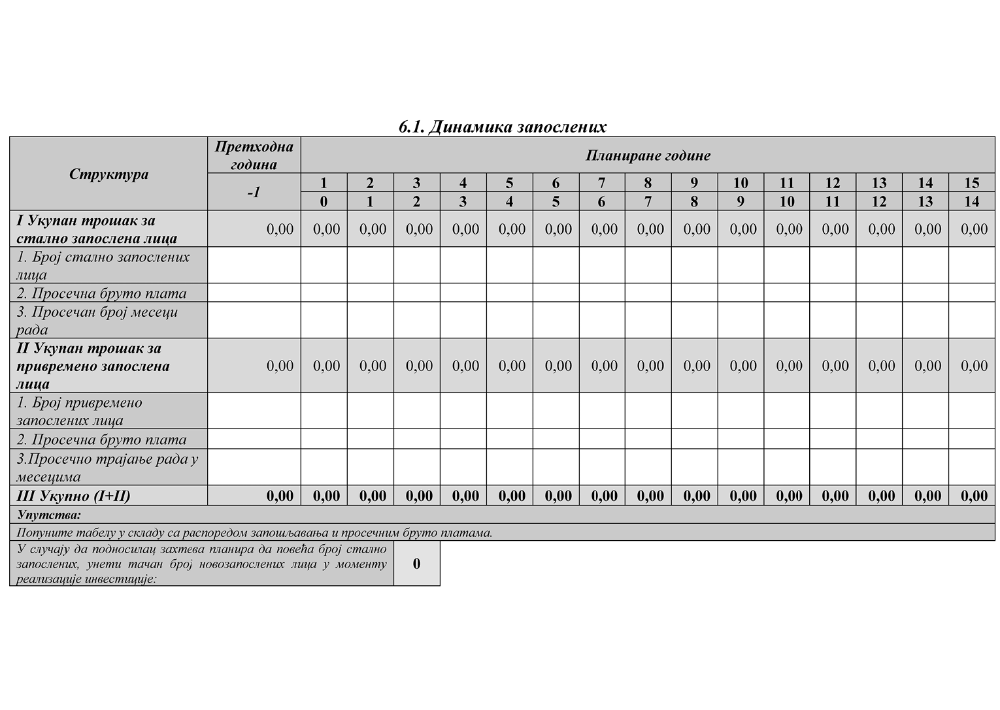 6.1. Динамика запослених
Структура
Претходна
година
Планиране године
-1
1 2 3 4 5 6 7 8 9 10 11 12 13 14 15
0 1 2 3 4 5 6 7 8 9 10 11 12 13 14
I Укупан трошак за
стално запослена лица
0,00 0,00 0,00 0,00 0,00 0,00 0,00 0,00 0,00 0,00 0,00 0,00 0,00 0,00 0,00 0,00
1. Број стално запослених
лица
2. Просечна бруто плата
3. Просечан број месеци
рада
II Укупан трошак за
привремено запослена
лица
0,00 0,00 0,00 0,00 0,00 0,00 0,00 0,00 0,00 0,00 0,00 0,00 0,00 0,00 0,00 0,00
1. Број привремено
запослених лица
2. Просечна бруто плата
3.Просечно трајање рада у
месецима
III Укупно (I+II) 0,00 0,00 0,00 0,00 0,00 0,00 0,00 0,00 0,00 0,00 0,00 0,00 0,00 0,00 0,00 0,00
Упутства:
Попуните табелу у складу са распоредом запошљавања и просечним бруто платама.
У случају да подносилац захтева планира да повећа број стално
запослених, унети тачан број новозапослених лица у моменту
реализације инвестиције:
0